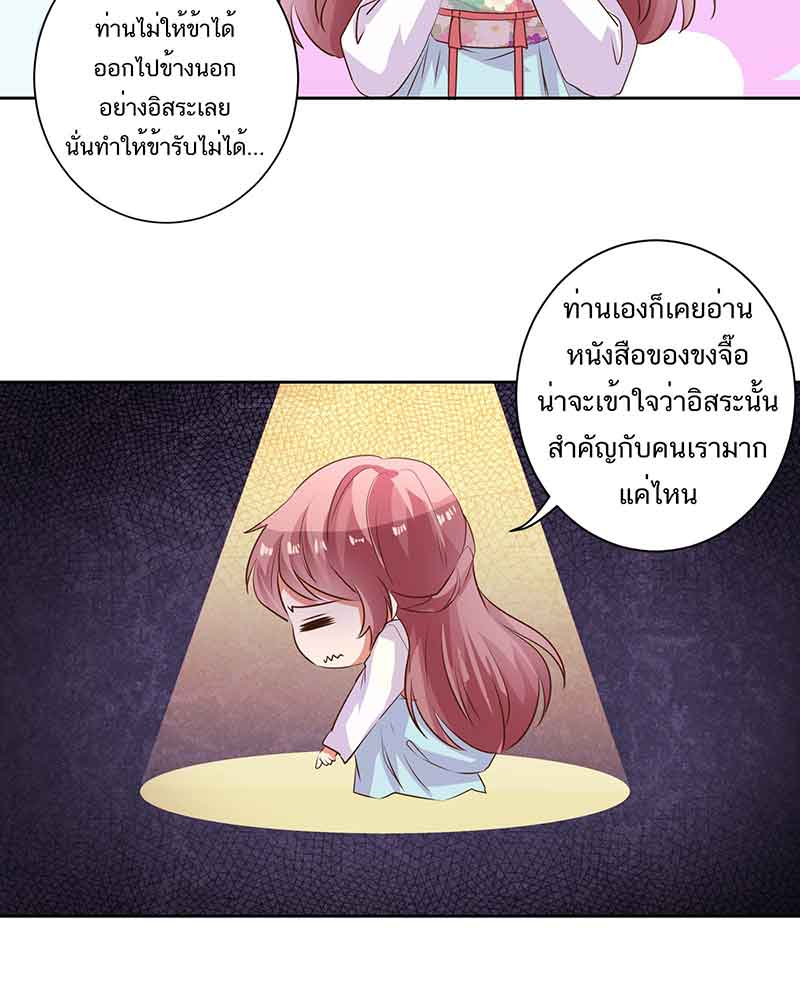 ท่านไม่ให้ข้าได้
ออกไปข้างนอก
อย่างอิสระเลย
นั่นทำให้ข้ารับไม่ได้...
ท่านเองก็เคยอ่าน
หนังสือของขงจื๊อ
น่าจะเข้าใจว่าอิสระนั้น
สำคัญกับคนเรามาก
แค่ไหน